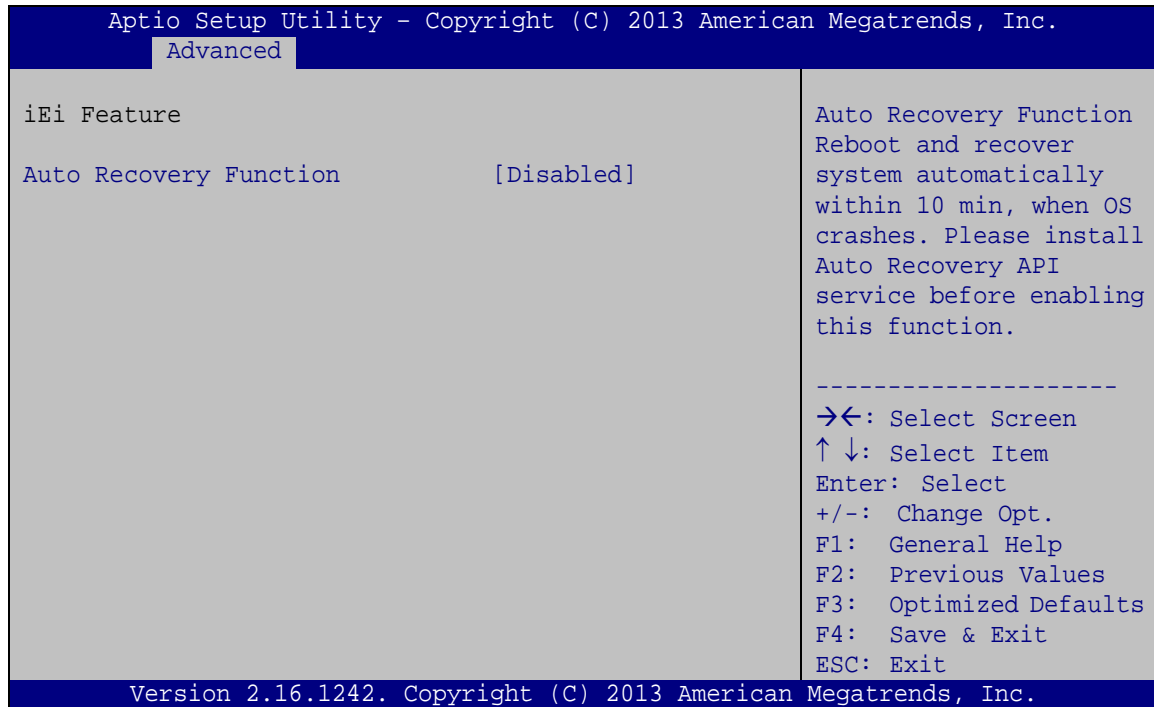 Aptio Setup Utility – Copyright (C) 2013 American Megatrends, Inc.
Advanced
iEi Feature
Auto Recovery Function [Disabled]
Auto Recovery Function
Reboot and recover
system automatically
within 10 min, when OS
crashes. Please install
Auto Recovery API
service before enabling
this function.
---------------------
→←: Select Screen
↑ ↓: Select Item
Enter: Select
+/-: Change Opt.
F1: General Help
F2: Previous Values
F3: Optimized Defaults
F4: Save & Exit
ESC: Exit
Version 2.16.1242. Copyright (C) 2013 American Megatrends, Inc.